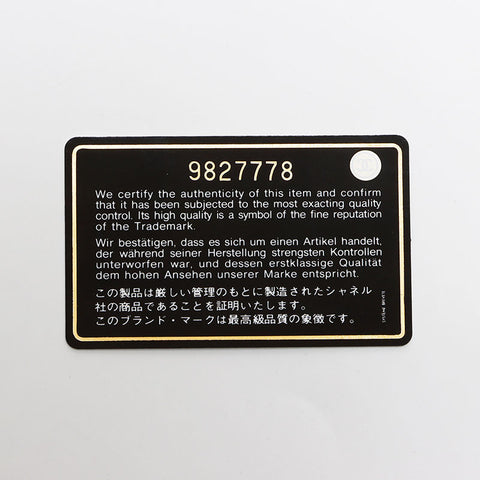 9827778
We certify the authenticity of this item and confirm
that it has been subjected to the most exacting quality
control. Its high quality is a symbol of the fine reputation
of the Trademark.
Wir bestätigen, dass es sich um einen Artikel handelt,
der während seiner Herstellung strengsten Kontrollen
unterworfen war, und dessen erstklassige Qualität
dem hohen Ansehen unserer Marke entspricht.
この製品は厳しい管理のもとに製造されたシャネル
社の商品であることを証明いたします。
このブランド・マークは最高級品質の象徴です。